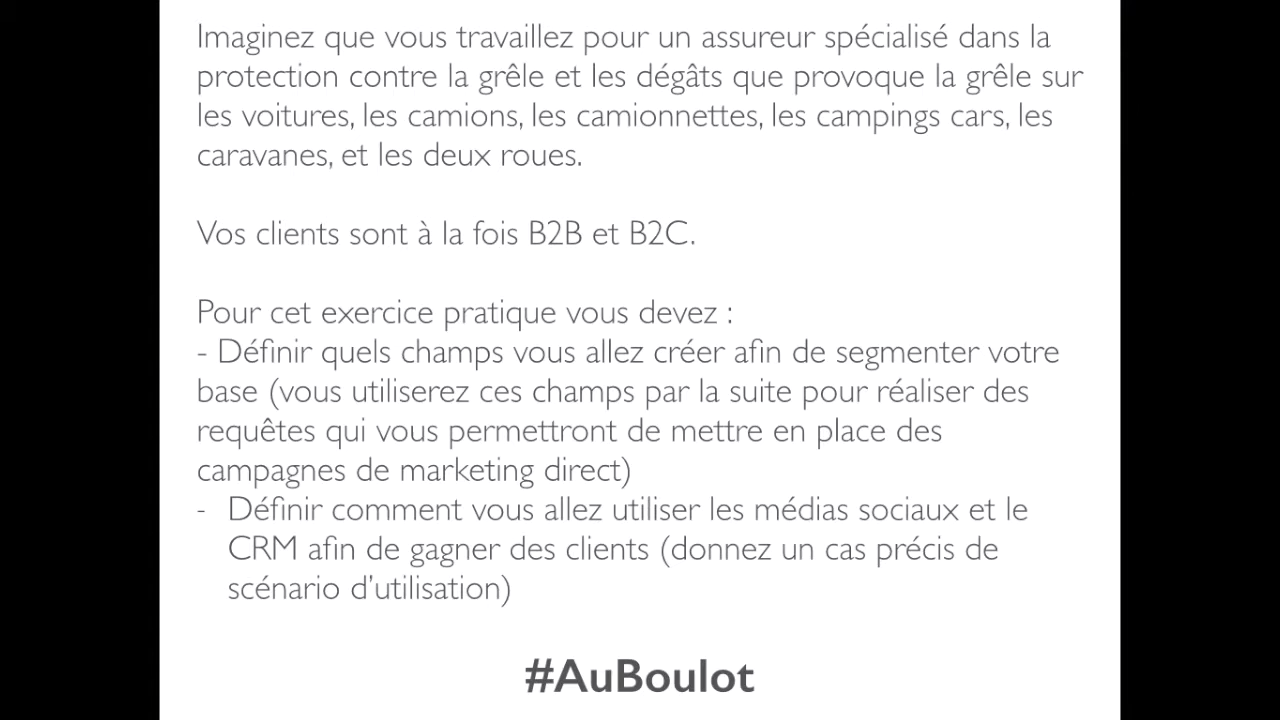 Imaginez que vous travaillez pour un assureur spécialisé dans la
protection contre la grêle et les dégâts que provoque la grêle sur
les voitures, les camions, les camionnettes, les campings cars, les
caravanes, et les deux roues.
Vos clients sont à la fois B2B et B2C.
Pour cet exercice pratique vous devez :
- Définir quels champs vous allez créer afin de segmenter votre
base (vous utiliserez ces champs par la suite pour réaliser des
requêtes qui vous permettront de mettre en place des
campagnes de marketing direct)
- Définir comment vous allez utiliser les médias sociaux et le
CRM afin de gagner des clients (donnez un cas précis de
scénario d'utilisation)
#AuBoulot